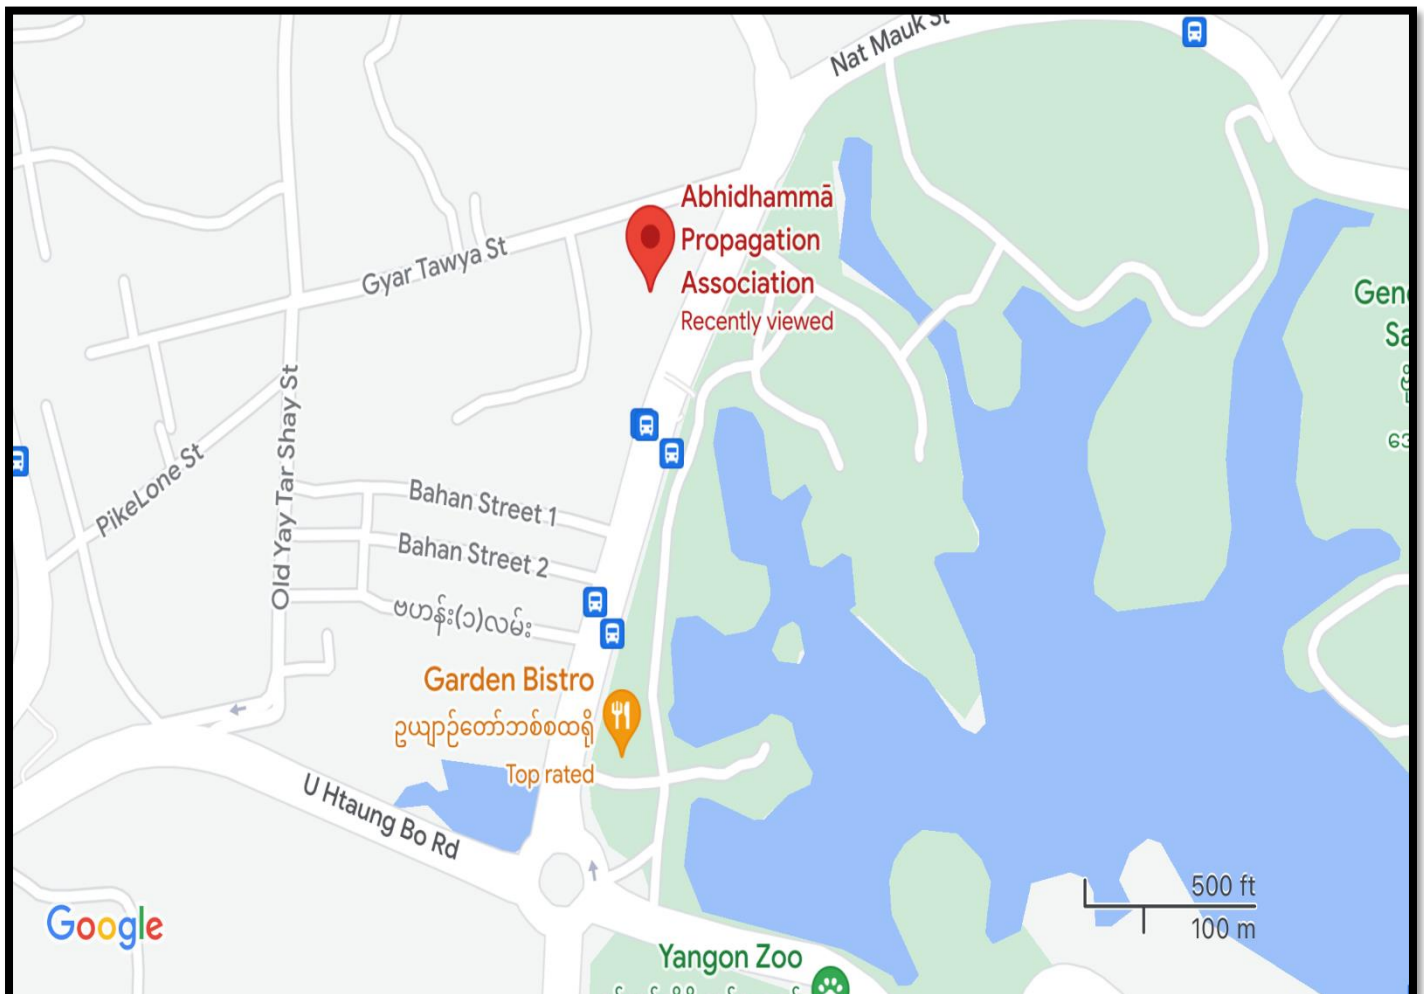 Nat Mauk St
Abhidhammā
Propagation
Association
Recently viewed
Gyar Tawya St
Old Yay Tar Shay St
PikeLone St
Bahan Street 1
Bahan Street 2
ဗဟန်း(၁)လမ်း
Garden Bistro
ဥယျာဉ်တော်ဘစ်စထရို
Top rated
U Htaung Bo Rd
500 ft
100 m
Google
Yangon Zoo